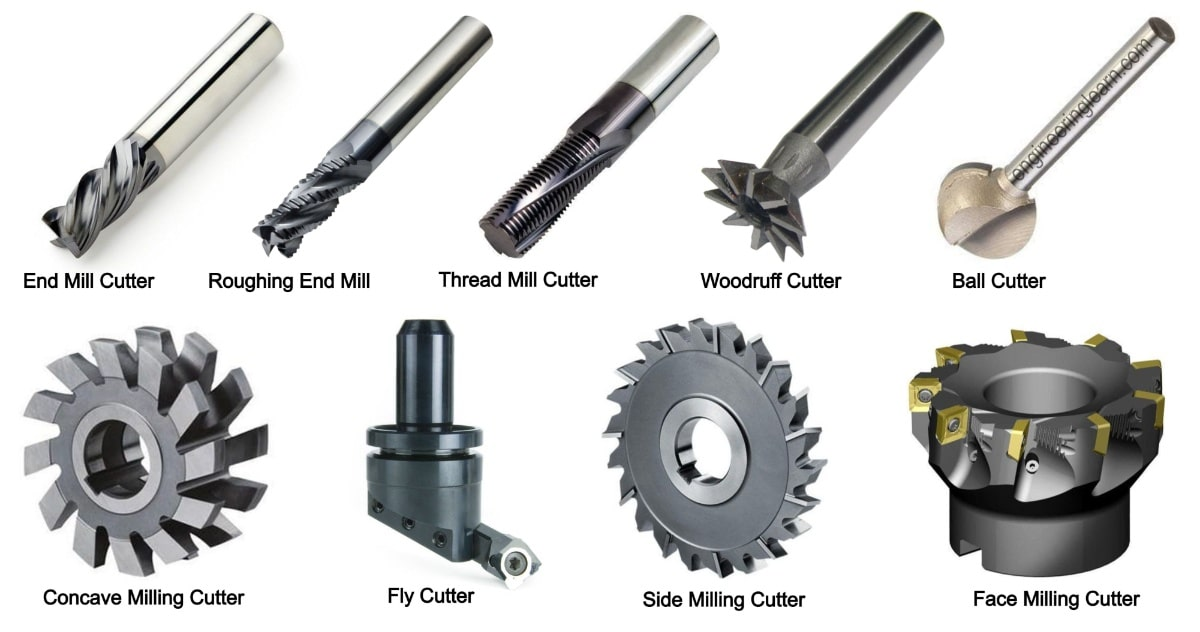 engineeringlearn.com
End Mill Cutter
Roughing End Mill
Thread Mill Cutter
Woodruff Cutter
Ball Cutter
Concave Milling Cutter
Fly Cutter
Side Milling Cutter
Face Milling Cutter